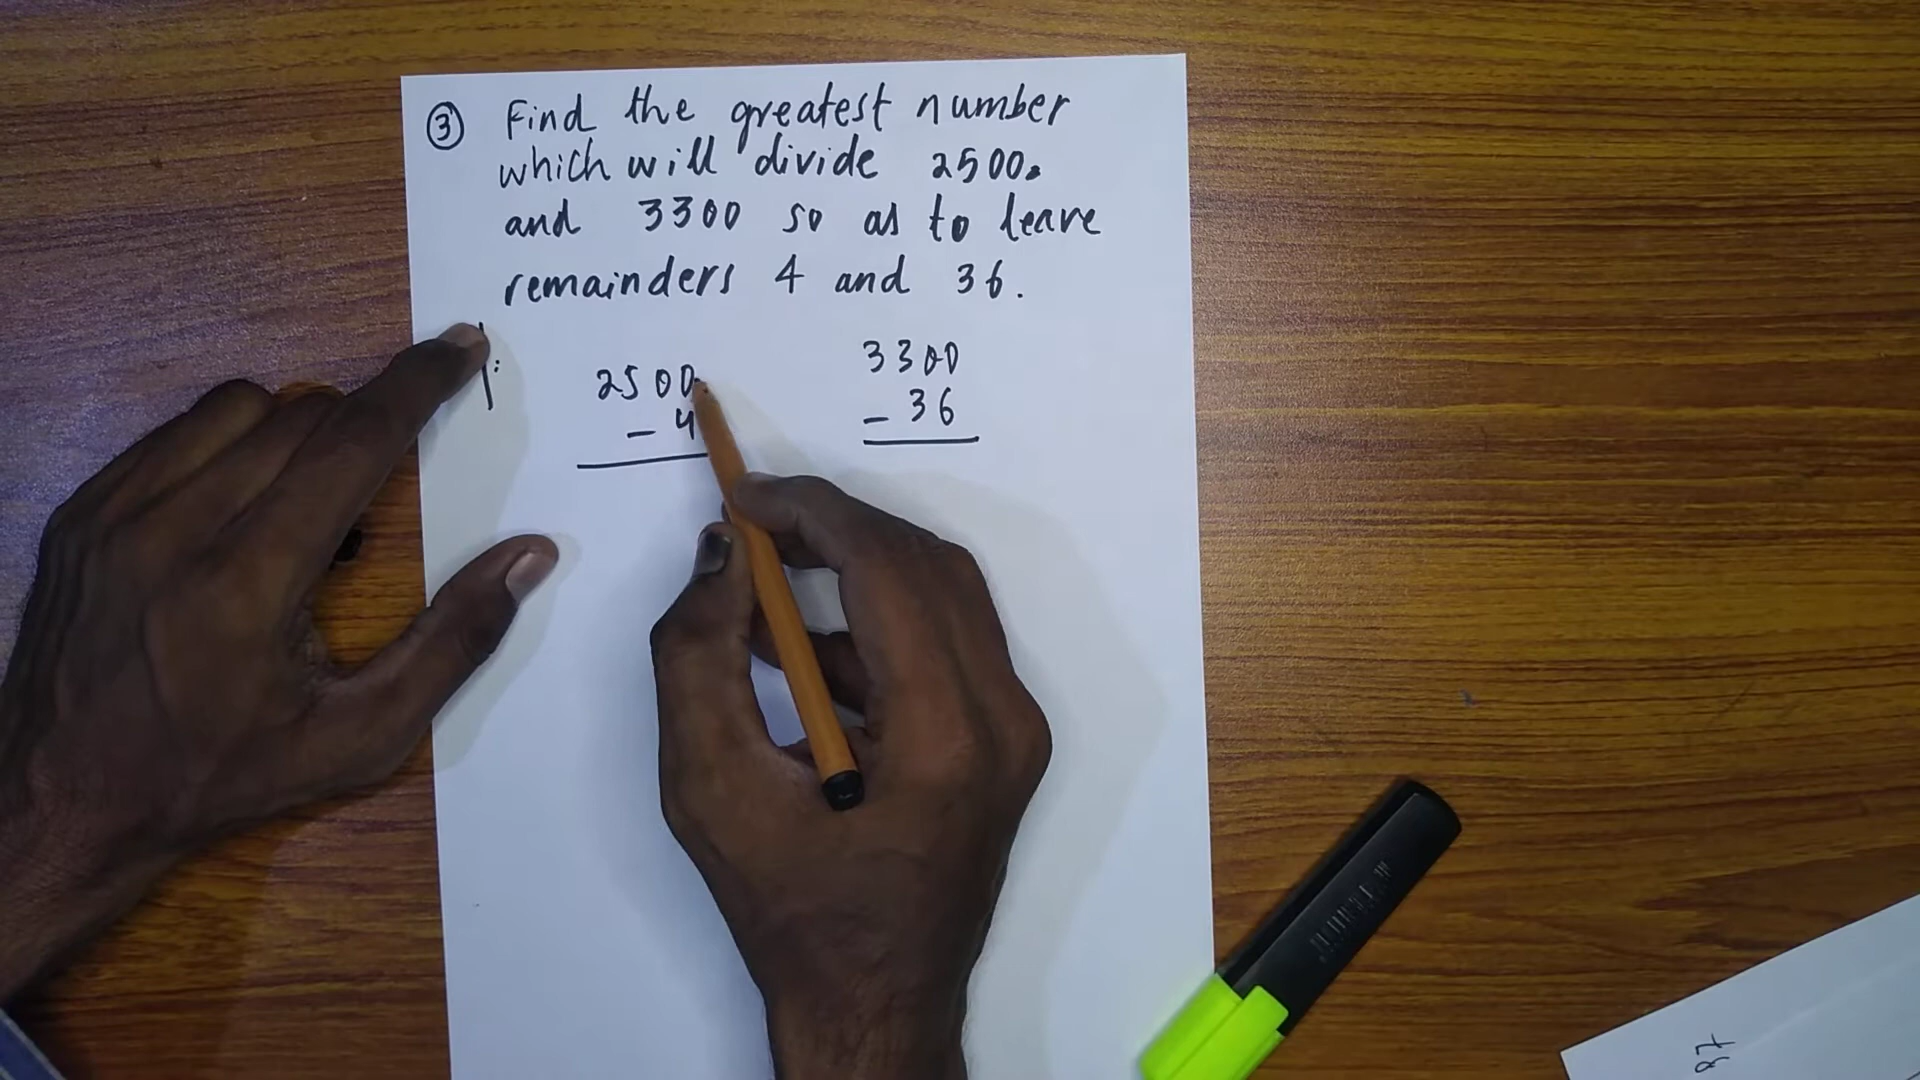 ③ Find the greatest number
which will divide 2500.
and 3300 so as to leave
remainders 4 and 36.
2500
- 4
3300
- 36
37